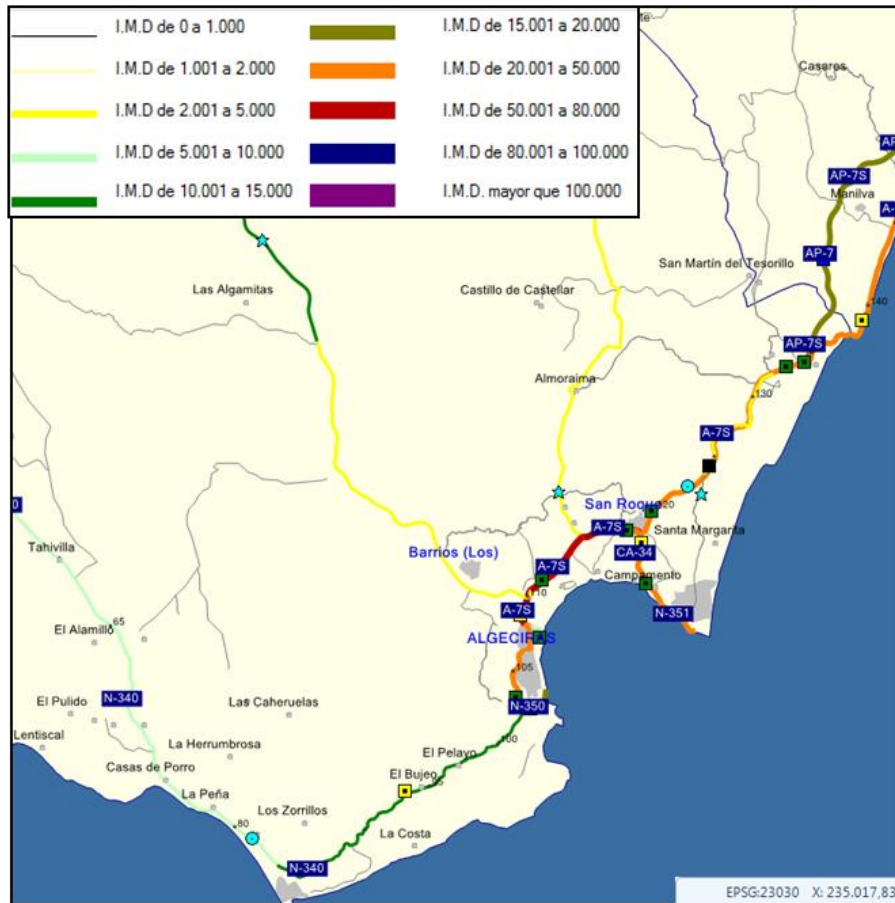 I.M.D de 0 a 1.000
I.M.D de 15.001 a 20.000
I.M.D de 1.001 a 2.000
I.M.D de 20.001 a 50.000
I.M.D de 2.001 a 5.000
I.M.D de 50.001 a 80.000
I.M.D de 5.001 a 10.000
I.M.D de 80.001 a 100.000
I.M.D de 10.001 a 15.000
I.M.D. mayor que 100.000
Casares
AP-7S
Manilva
AP-7
San Martín del Tesorillo
Las Algamitas
Castillo de Castellar
140
AP-7S
Almoraima
130
A-7S
San Roque
120
A-7S
Santa Margarita
Tahivilla
Barrios (Los)
CA-34
A-7S
Campamento
110
N-351
A-7S
65
El Alamillo
ALGECIRAS
105
N-340
El Pulido
Las Caheruelas
N-350
Lentiscal
La Herrumbrosa
100
El Pelayo
Casas de Porro
El Bujeo
La Peña
Los Zorrillos
80
La Costa
N-340
EPSG:23030 X: 235.017,83